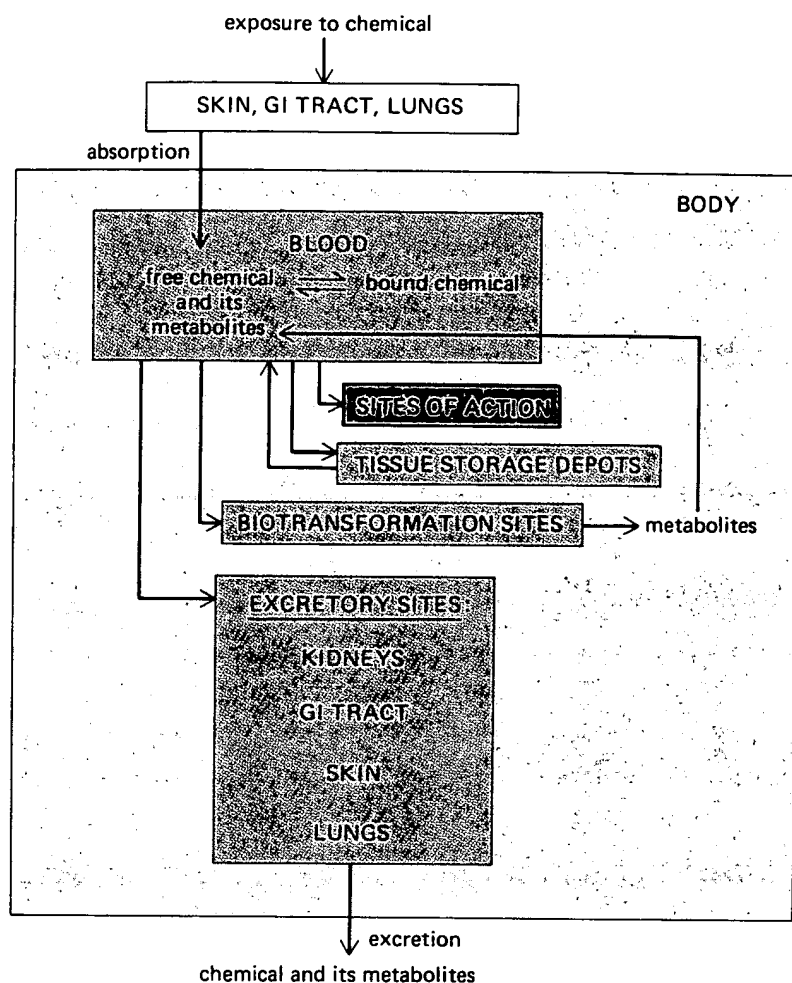 exposure to chemical
SKIN, GI TRACT, LUNGS
absorption
BODY
BLOOD
free chemical
and its
metabolites
bound chemical
SITES OF ACTION
TISSUE STORAGE DEPOTS
BIOTRANSFORMATION SITES
metabolites
EXCRETORY SITES:
KIDNEYS
GI TRACT
SKIN
LUNGS
excretion
chemical and its metabolites